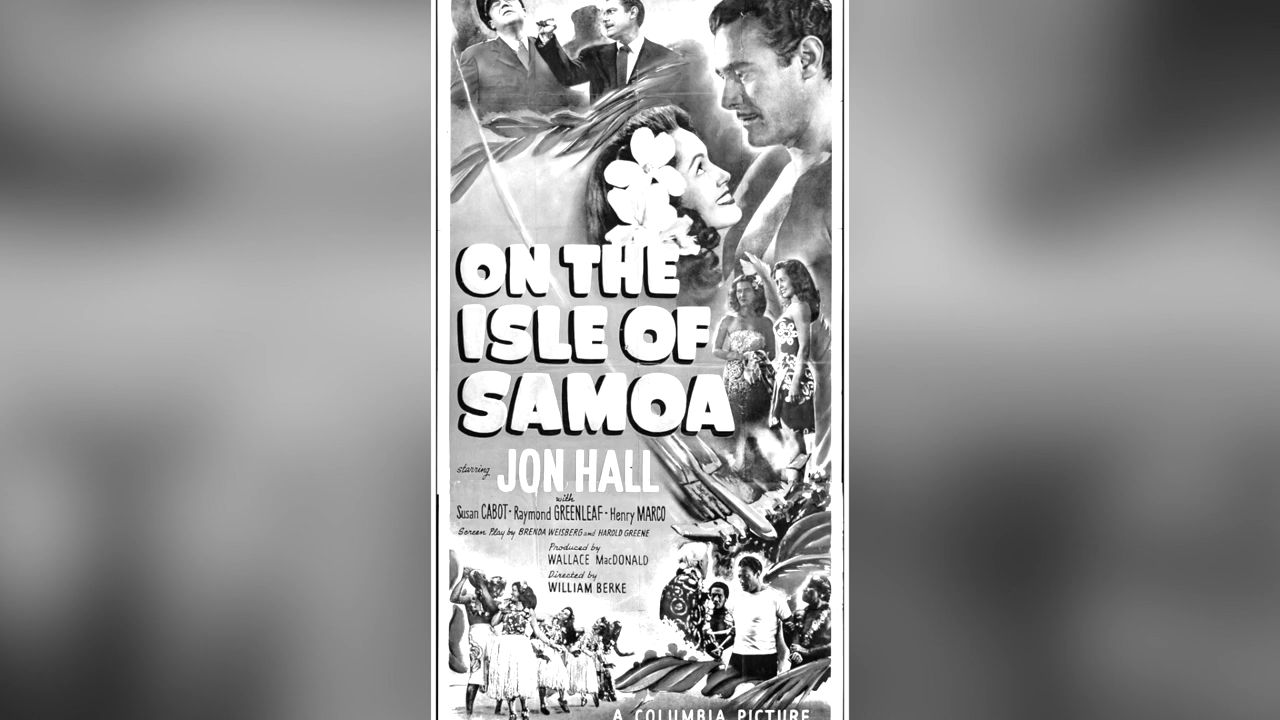 ON THE
ISLE OF
SAMOA
starring JON HALL
with
Susan CABOT - Raymond GREENLEAF - Henry MARCO
Screen Play by BRENDA WEISBERG and HAROLD GREENE
Produced by
WALLACE MacDONALD
Directed by
WILLIAM BERKE
A COLUMBIA PICTURE